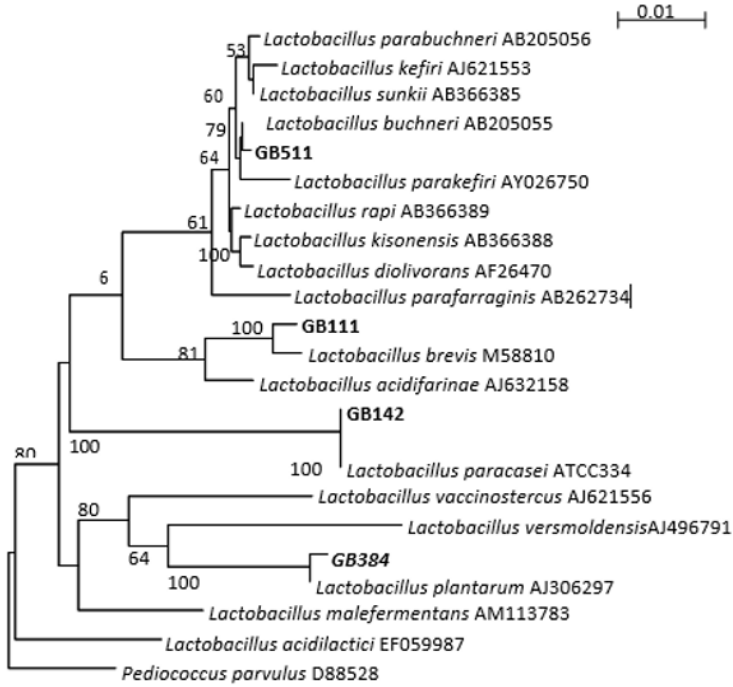 0.01
Lactobacillus parabuchneri AB205056
53
Lactobacillus kefiri AJ621553
Lactobacillus sunkii AB366385
60
Lactobacillus buchneri AB205055
79
GB511
64
Lactobacillus parakefiri AY026750
Lactobacillus rapi AB366389
61
Lactobacillus kisonensis AB366388
100
Lactobacillus diolivorans AF26470
6
Lactobacillus parafarraginis AB262734
100
GB111
81
Lactobacillus brevis M58810
Lactobacillus acidifarinae AJ632158
GB142
100
80
100
Lactobacillus paracasei ATCC334
Lactobacillus vaccinostercus AJ621556
80
Lactobacillus versmoldensisAJ496791
64
GB384
100
Lactobacillus plantarum AJ306297
Lactobacillus malefermentans AM113783
Lactobacillus acidilactici EF059987
Pediococcus parvulus D88528